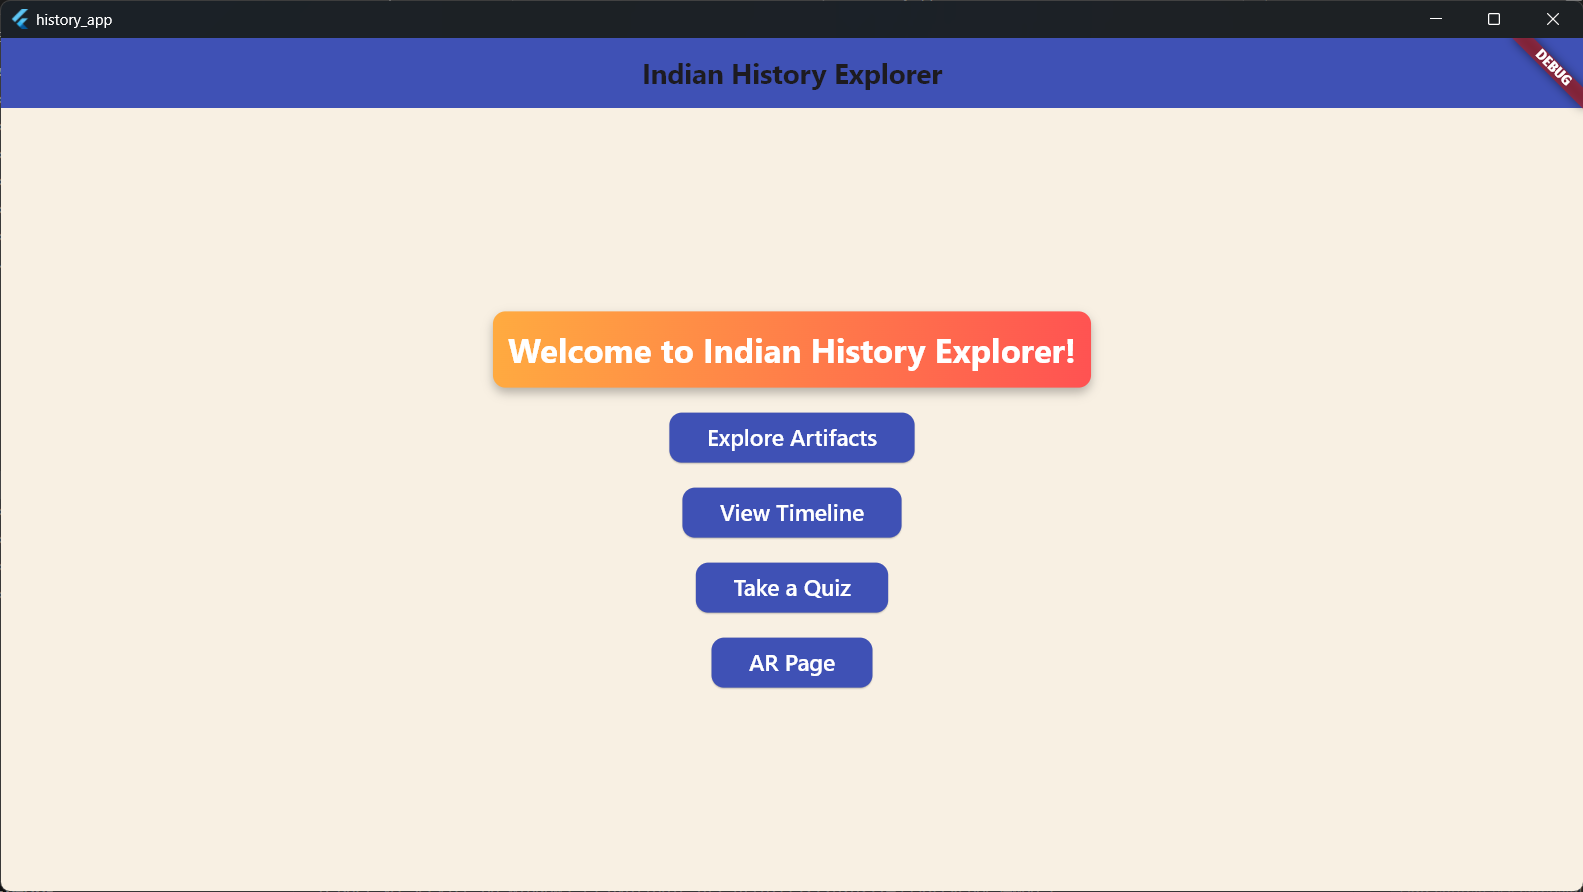 history_app
Indian History Explorer
DEBUG
Welcome to Indian History Explorer!
Explore Artifacts
View Timeline
Take a Quiz
AR Page